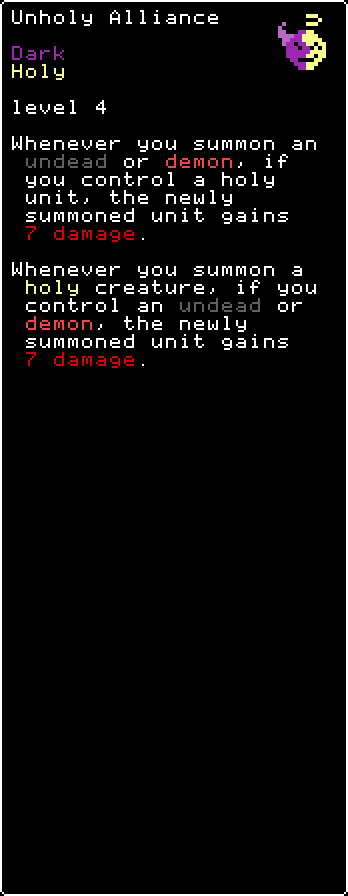 Unholy Alliance
Dark
Holy
level 4
Whenever you summon an
undead or demon, if
you control a holy
unit, the newly
summoned unit gains
7 damage.
Whenever you summon a
holy creature, if you
control an undead or
demon, the newly
summoned unit gains
7 damage.